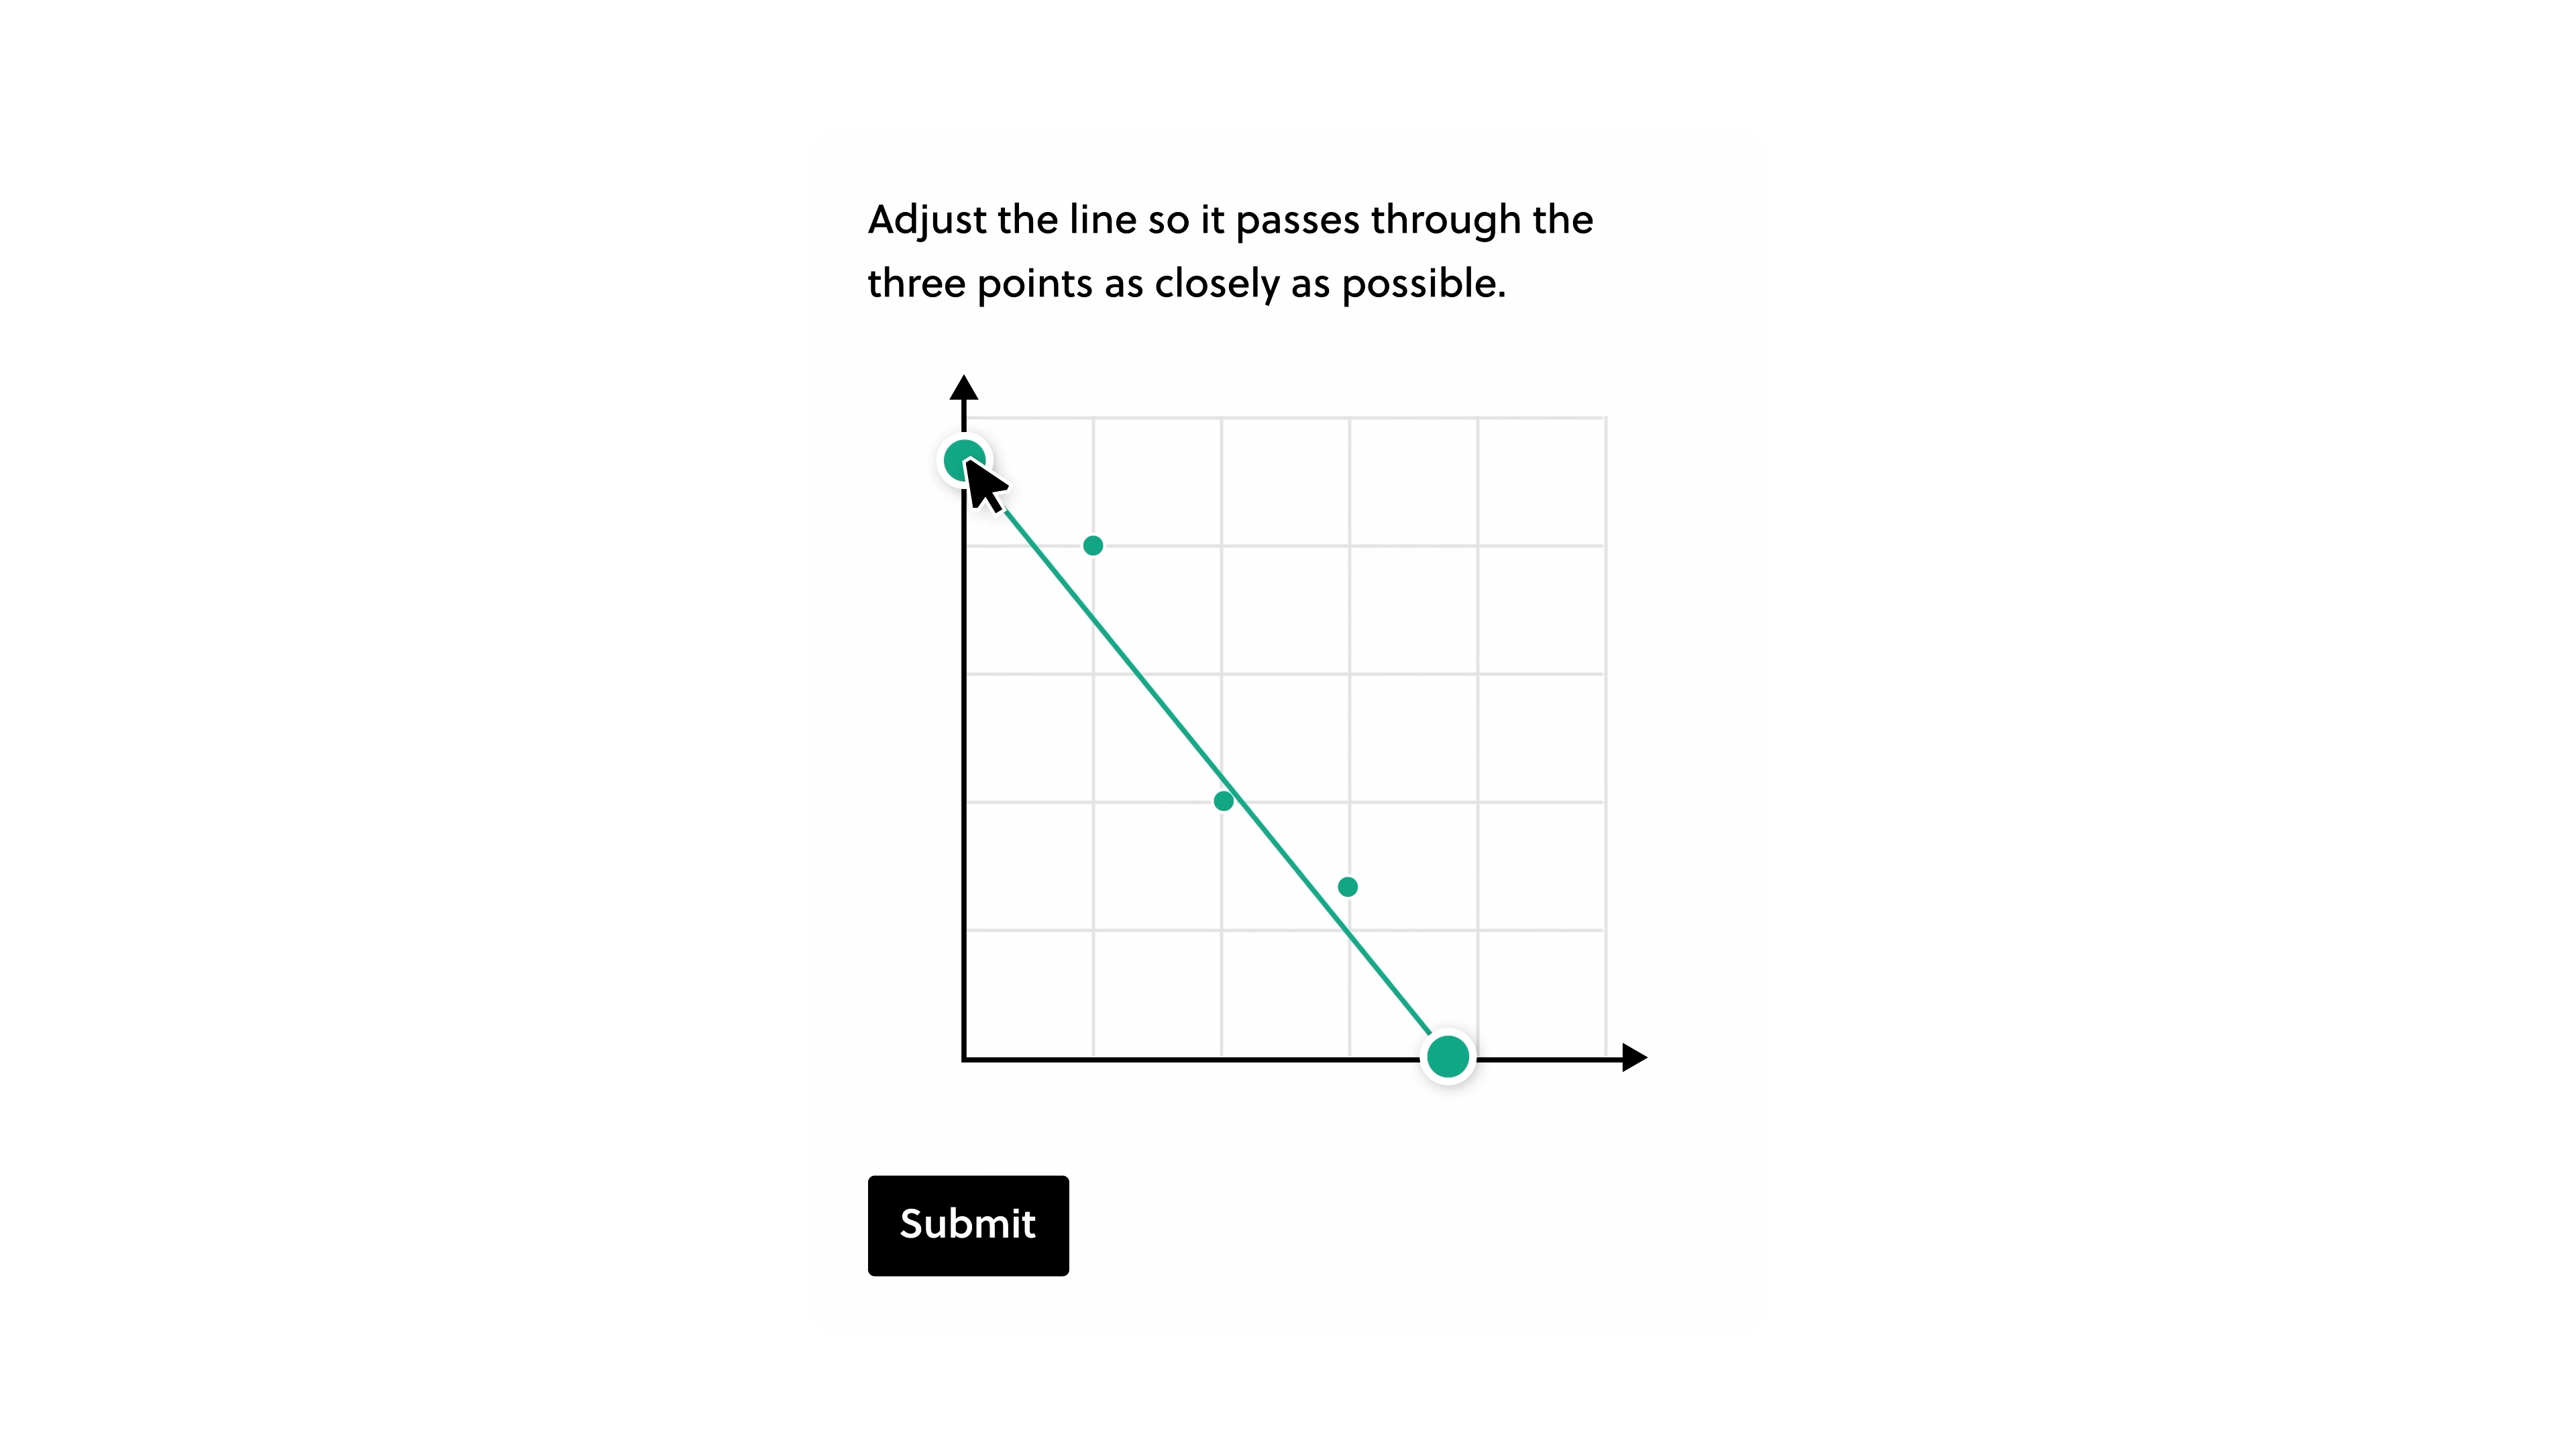 Adjust the line so it passes through the
three points as closely as possible.
Submit